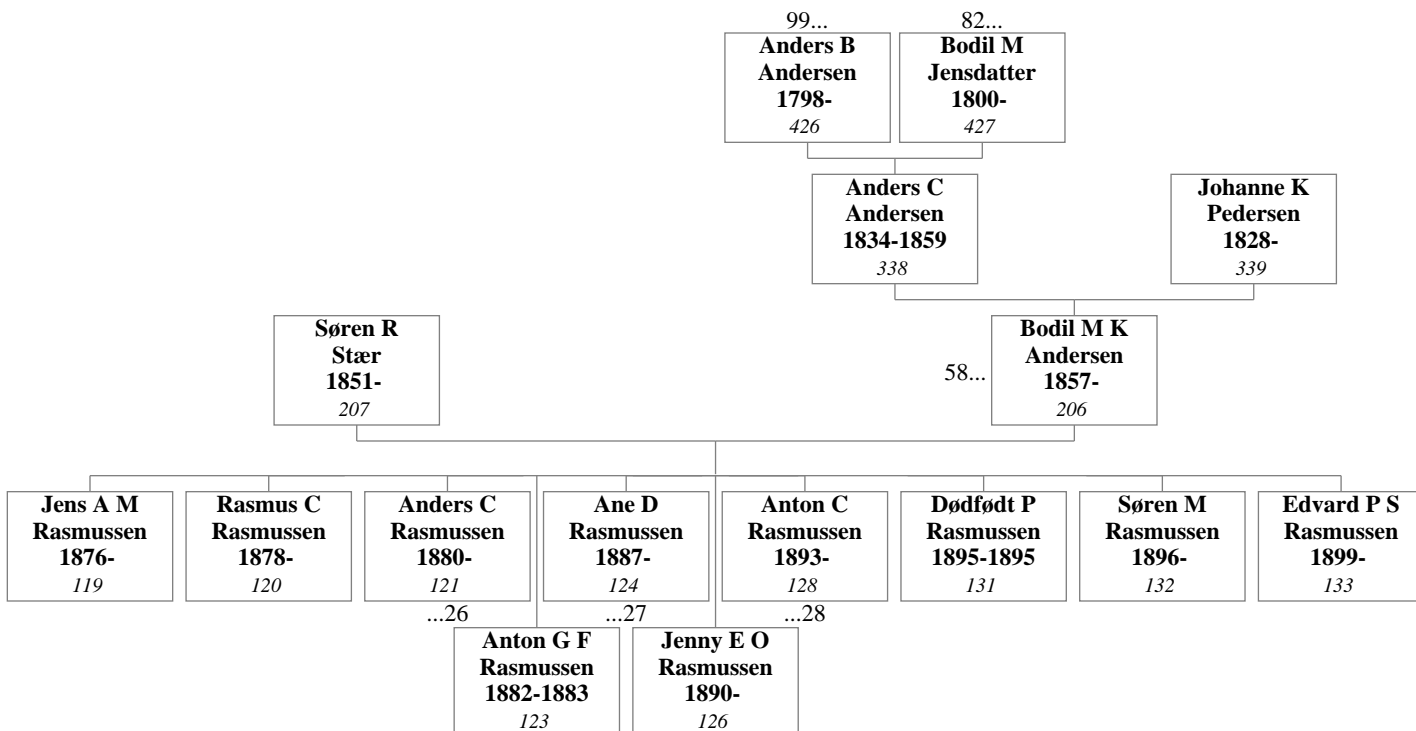 99...
82...
Anders B
Andersen
1798-
426
Bodil M
Jensdatter
1800-
427
Anders C
Andersen
1834-1859
338
Johanne K
Pedersen
1828-
339
Søren R
Stær
1851-
207
58...
Bodil M K
Andersen
1857-
206
Jens A M
Rasmussen
1876-
119
Rasmus C
Rasmussen
1878-
120
Anders C
Rasmussen
1880-
121
Ane D
Rasmussen
1887-
124
Anton C
Rasmussen
1893-
128
Dødfødt P
Rasmussen
1895-1895
131
Søren M
Rasmussen
1896-
132
Edvard P S
Rasmussen
1899-
133
...26
...27
...28
Anton G F
Rasmussen
1882-1883
123
Jenny E O
Rasmussen
1890-
126